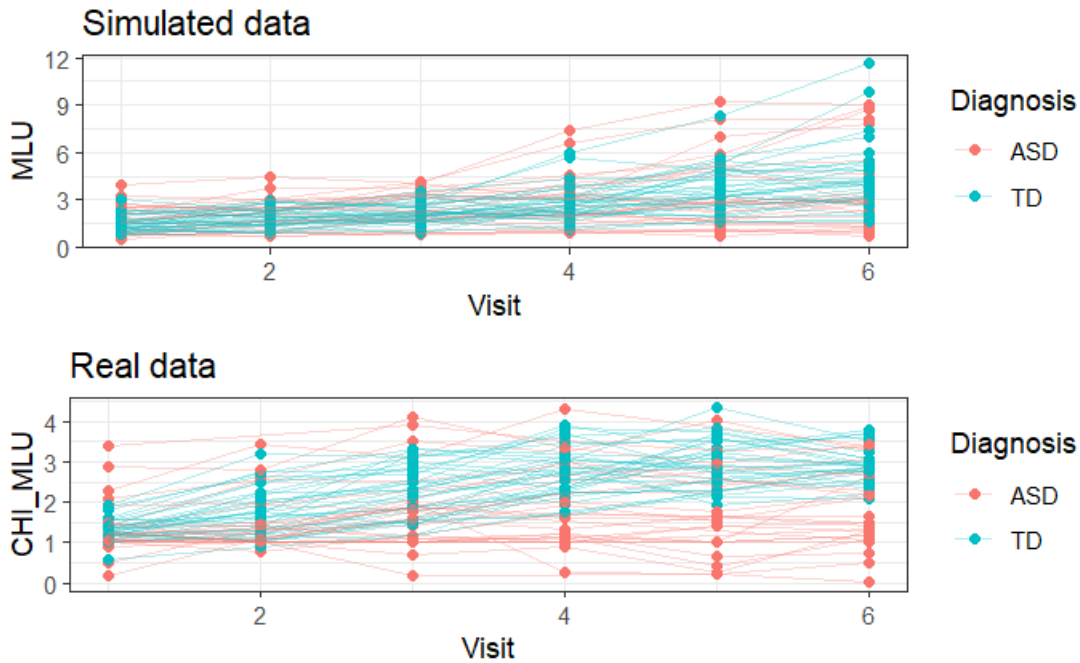 Simulated data
12
9
6
3
0
MLU
2 4 6
Visit
Diagnosis
ASD
TD
Real data
4
3
2
1
0
CHI_MLU
2 4 6
Visit
Diagnosis
ASD
TD